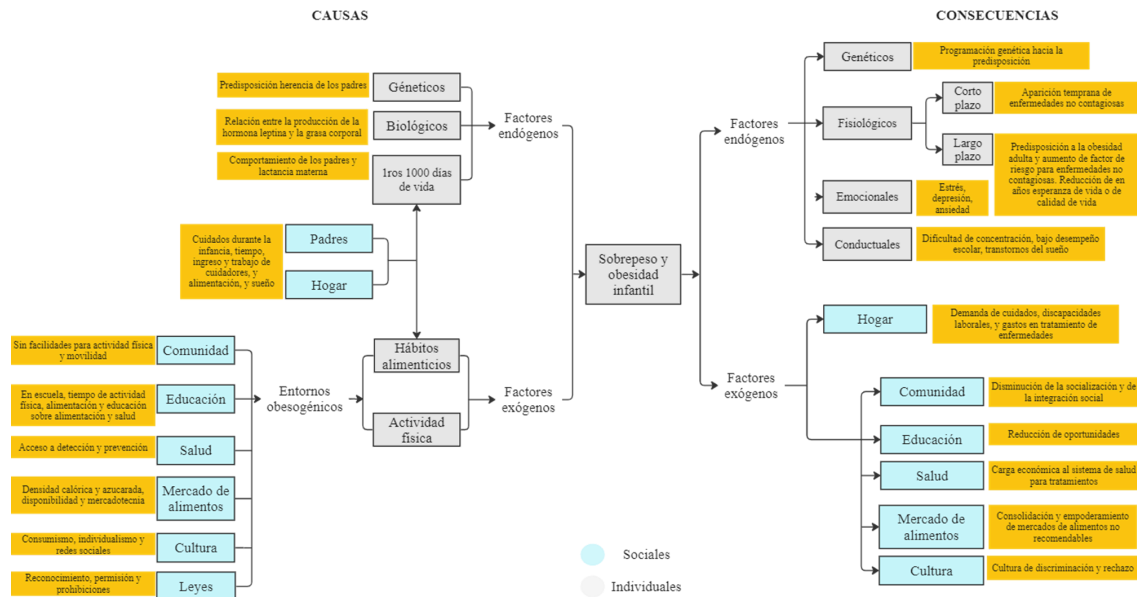 CAUSAS
Predisposición herencia de los padres
Géneticos
Relación entre la producción de la
hormona leptina y la grasa corporal
Biológicos
Comportamiento de los padres y
lactancia materna
1ros 1000 días
de vida
Factores
endógenos
Cuidados durante la
infancia, tiempo,
ingreso y trabajo de
cuidadores, y
alimentación, y sueño
Padres
Hogar
Sin facilidades para actividad física
y movilidad
Comunidad
En escuela, tiempo de actividad
física, alimentación y educación
sobre alimentación y salud
Educación
Acceso a detección y prevención
Salud
Densidad calórica y azucarada,
disponibilidad y mercadotecnia
Mercado de
alimentos
Consumismo, individualismo y
redes sociales
Cultura
Reconocimiento, permisión y
prohibiciones
Leyes
Entornos
obesogénicos
Hábitos
alimenticios
Actividad
física
Factores
exógenos
Sobrepeso y
obesidad
infantil
CONSECUENCIAS
Factores
endógenos
Genéticos
Programación genética hacia la
predisposición
Fisiológicos
Corto
plazo
Aparición temprana de
enfermedades no contagiosas
Largo
plazo
Predisposición a la obesidad
adulta y aumento de factor de
riesgo para enfermedades no
contagiosas. Reducción de en
años esperanza de vida o de
calidad de vida
Emocionales
Estrés,
depresión,
ansiedad
Conductuales
Dificultad de concentración, bajo desempeño
escolar, transtornos del sueño
Factores
exógenos
Hogar
Demanda de cuidados, discapacidades
laborales, y gastos en tratamiento de
enfermedades
Comunidad
Disminución de la socialización y de
la integración social
Educación
Reducción de oportunidades
Salud
Carga económica al sistema de salud
para tratamientos
Mercado de
alimentos
Consolidación y empoderamiento
de mercados de alimentos no
recomendables
Cultura
Cultura de discriminación y rechazo
Sociales
Individuales